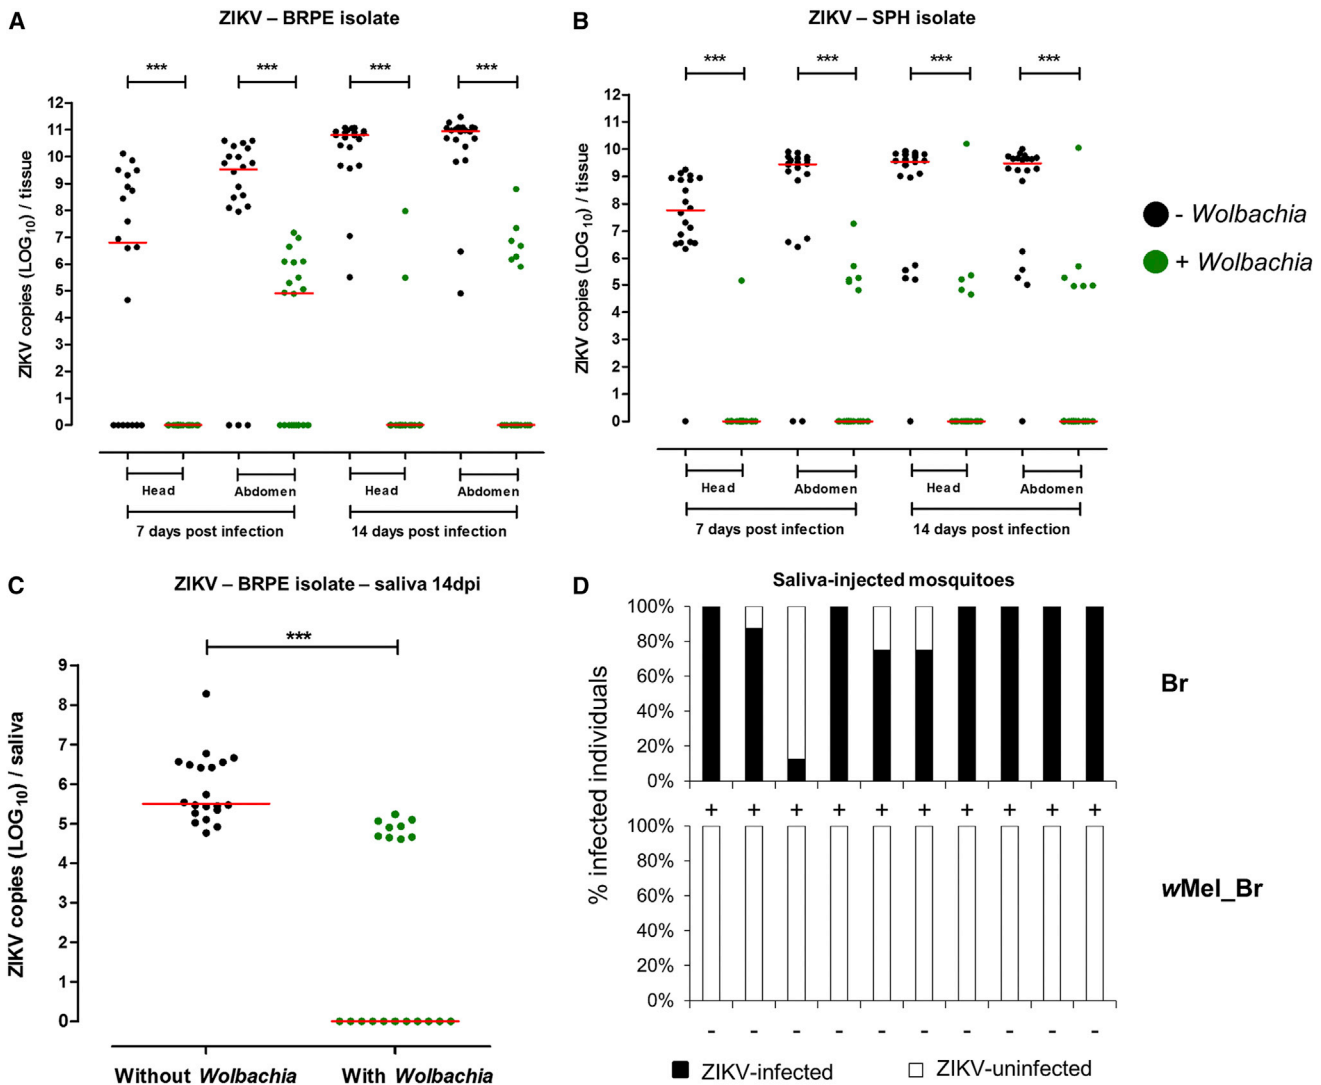 A
ZIKV – BRPE isolate
*** *** *** ***
ZIKV copies (LOG10) / tissue
12
11
10
9
8
7
6
5
4
3
2
1
0
Head Abdomen Head Abdomen
7 days post infection 14 days post infection
B
ZIKV – SPH isolate
*** *** *** ***
ZIKV copies (LOG10) / tissue
12
11
10
9
8
7
6
5
4
3
2
1
0
Head Abdomen Head Abdomen
7 days post infection 14 days post infection
- Wolbachia
+ Wolbachia
C
ZIKV – BRPE isolate – saliva 14dpi
***
ZIKV copies (LOG10) / saliva
9
8
7
6
5
4
3
2
1
0
Without Wolbachia With Wolbachia
D
Saliva-injected mosquitoes
% infected individuals
100%
80%
60%
40%
20%
0%
+ + + + + + + + + +
Br
100%
80%
60%
40%
20%
0%
- - - - - - - - - -
wMel_Br
ZIKV-infected ZIKV-uninfected